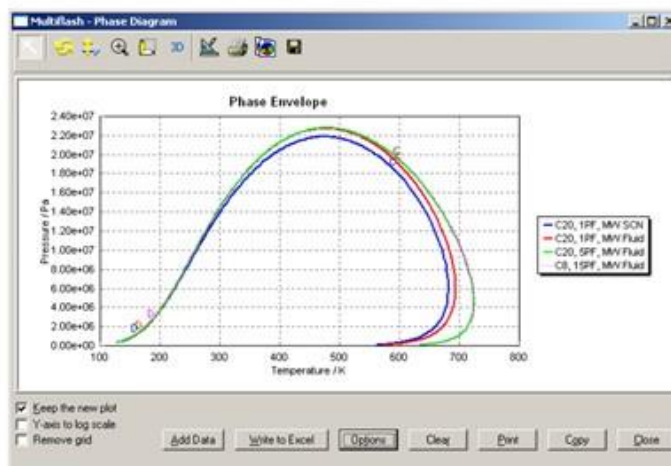 Multiflash - Phase Diagram
3D
Phase Envelope
2.40e+07
2.20e+07
2.00e+07
1.80e+07
1.60e+07
1.40e+07
1.20e+07
1.00e+07
8.00e+06
6.00e+06
4.00e+06
2.00e+06
0.00e+00
Pressure / Pa
100 200 300 400 500 600 700 800
Temperature / K
C20, 1PF, MW SCN
C20, 1PF, MW Fluid
C20, 5PF, MW Fluid
C6, 15PF, MW Fluid
Keep the new plot
Y-axis to log scale
Remove grid
Add Data Write to Excel Options Clear Print Copy Close